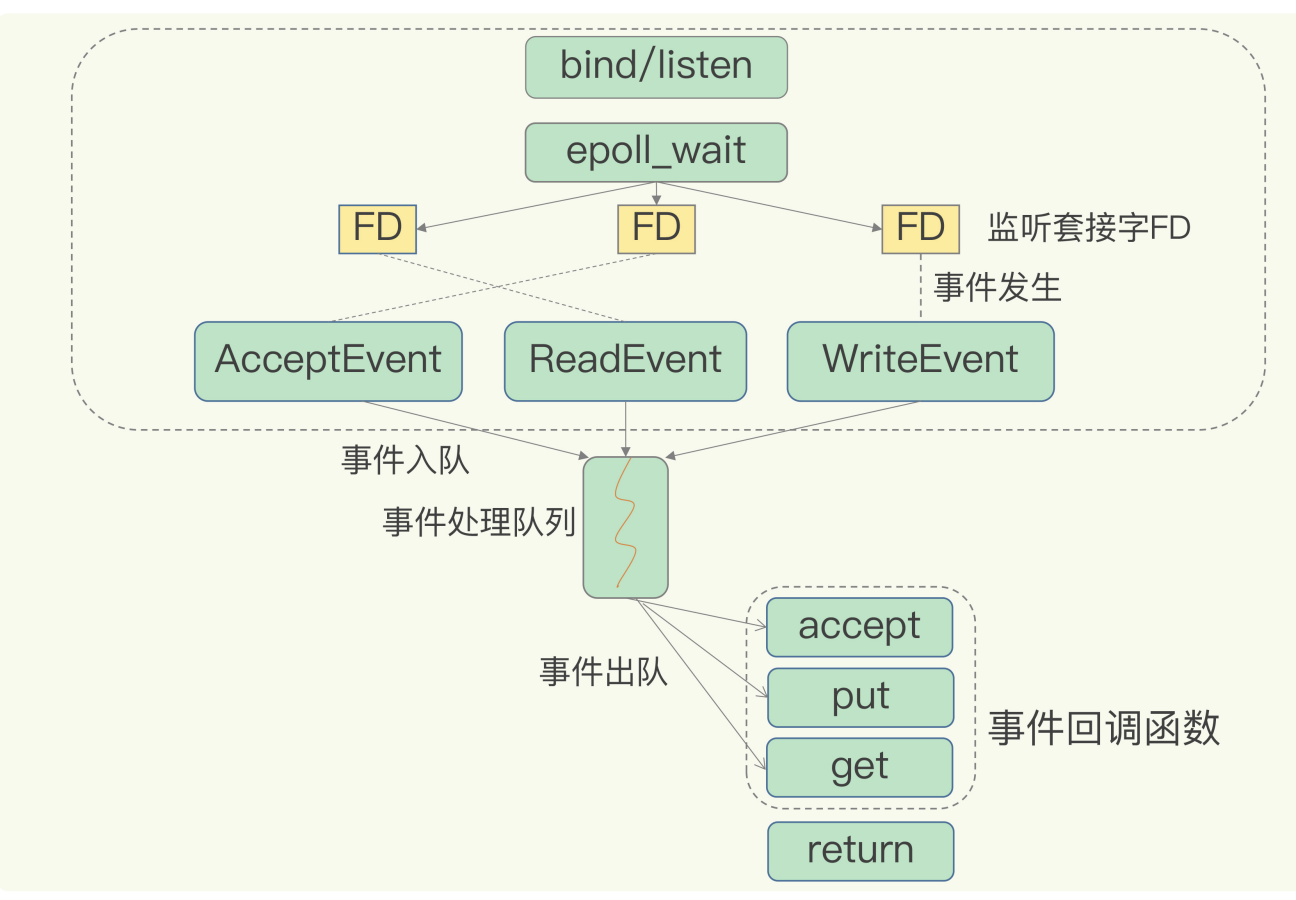 bind/listen
epoll_wait
FD
FD
FD
监听套接字FD
事件发生
AcceptEvent
ReadEvent
WriteEvent
事件入队
事件处理队列
accept
事件出队
put
事件回调函数
get
return